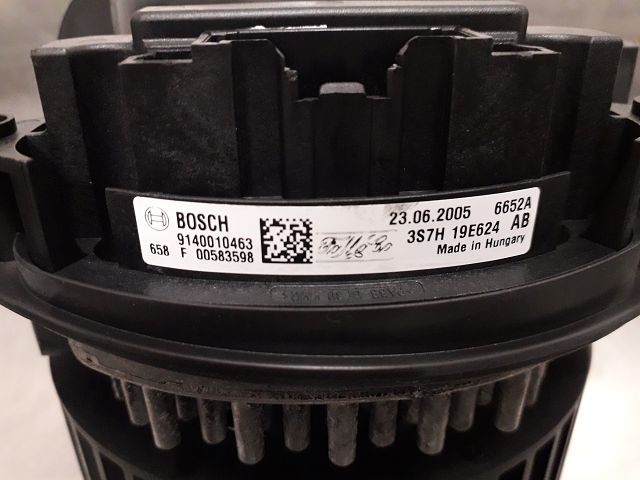 BOSCH
9140010463
658 F 00583598
23.06.2005 6652A
3S7H 19E624 AB
Made in Hungary